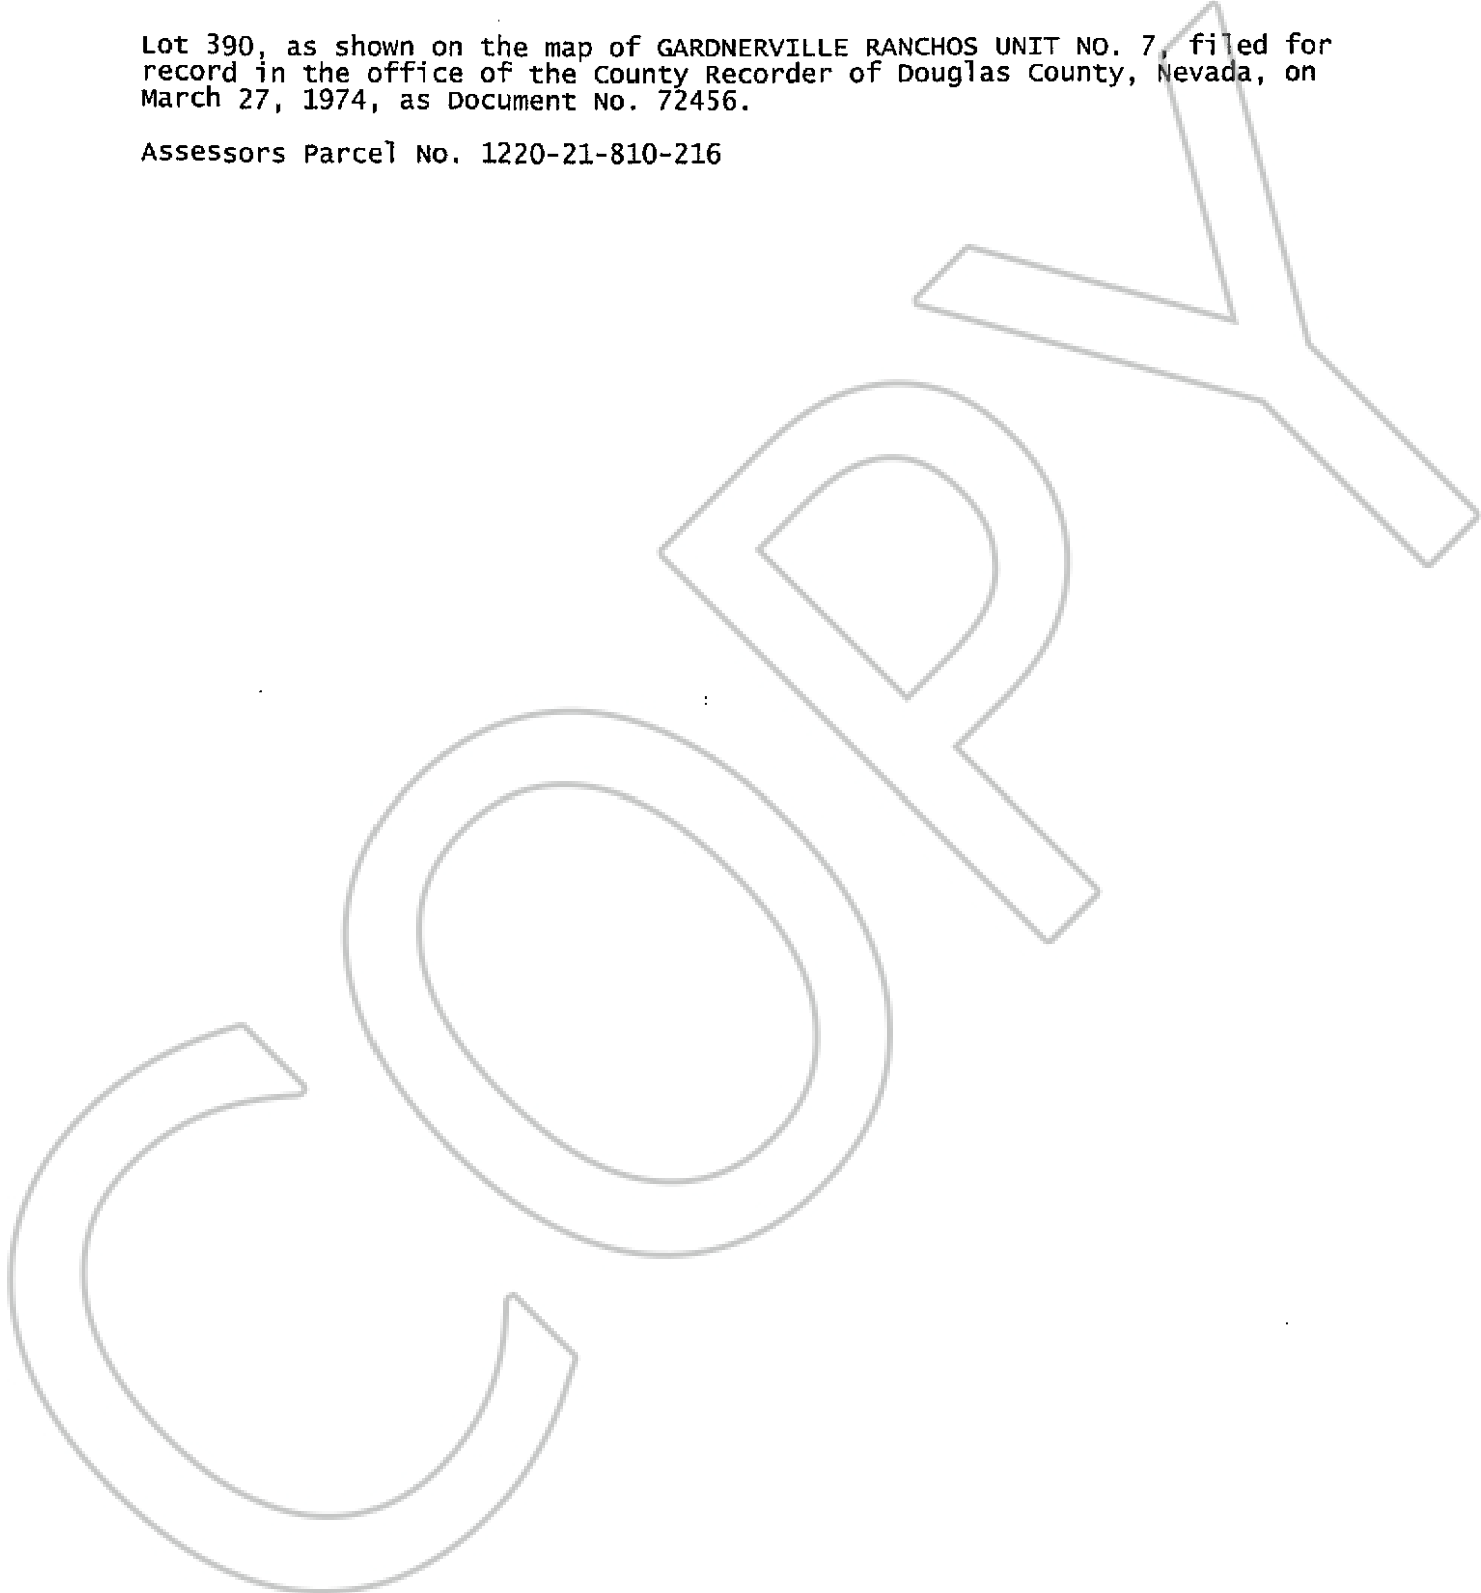 Lot 390, as shown on the map of GARDNERVILLE RANCHOS UNIT NO. 7, filed for
record in the office of the County Recorder of Douglas County, Nevada, on
March 27, 1974, as Document No. 72456.
Assessors Parcel No. 1220-21-810-216
COPY